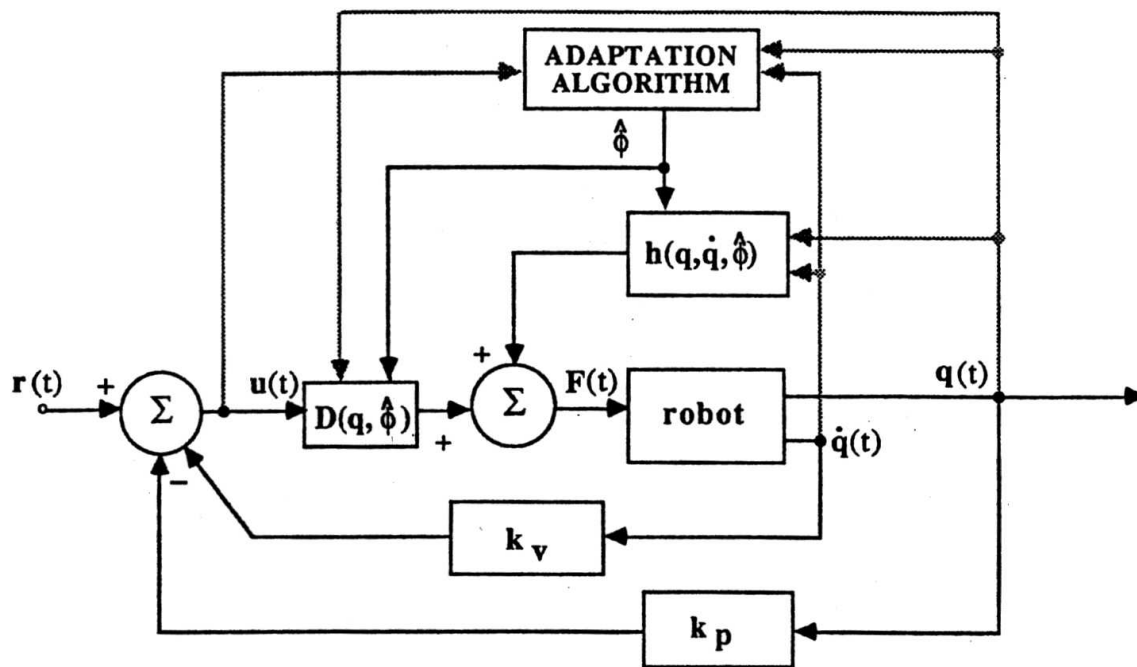 ADAPTATION
ALGORITHM
φ̂
h(q,q̇,φ̂)
r(t)
+
Σ
u(t)
D(q,φ̂)
+
+
Σ
F(t)
robot
q(t)
q̇(t)
−
k v
k p